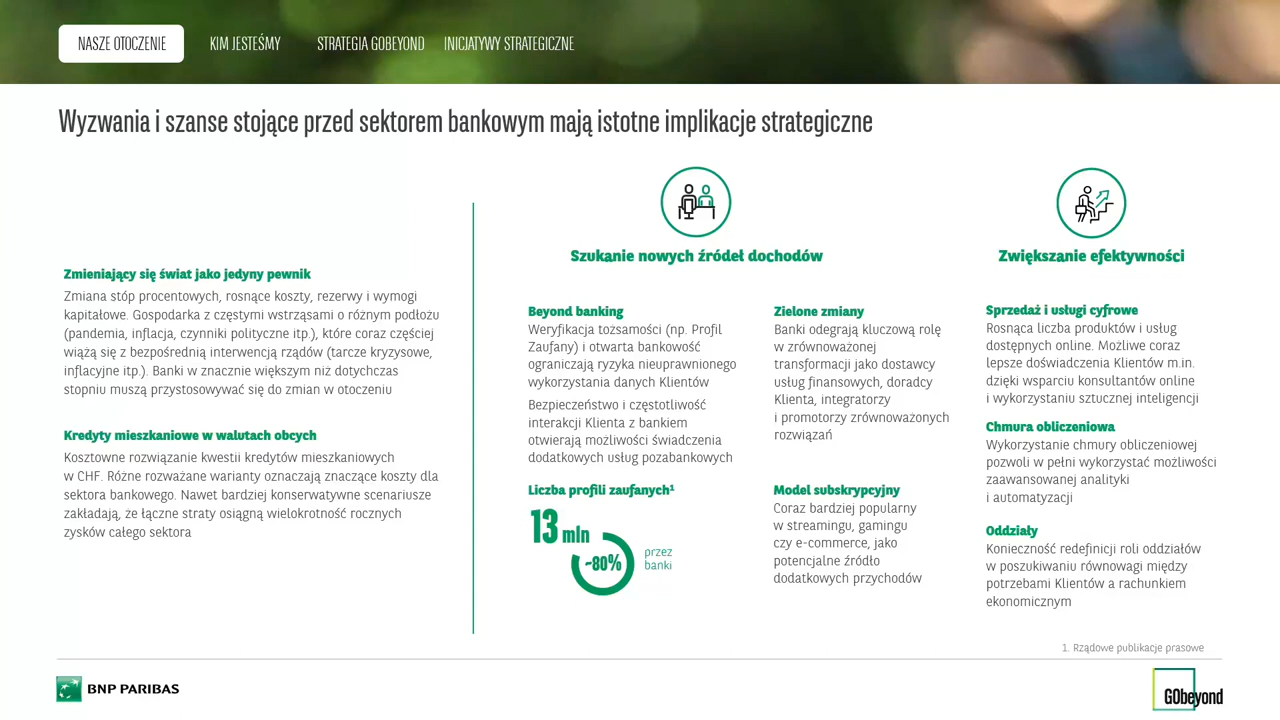 NASZE OTOCZENIE
KIM JESTEŚMY
STRATEGIA GOBEYOND
INICJATYWY STRATEGICZNE
Wyzwania i szanse stojące przed sektorem bankowym mają istotne implikacje strategiczne
Zmieniający się świat jako jedyny pewnik
Zmiana stóp procentowych, rosnące koszty, rezerwy i wymogi
kapitałowe. Gospodarka z częstymi wstrząsami o różnym podłożu
(pandemia, inflacja, czynniki polityczne itp.), które coraz częściej
wiążą się z bezpośrednią interwencją rządów (tarcze kryzysowe,
inflacyjne itp.). Banki w znacznie większym niż dotychczas
stopniu muszą przystosowywać się do zmian w otoczeniu
Kredyty mieszkaniowe w walutach obcych
Kosztowne rozwiązanie kwestii kredytów mieszkaniowych
w CHF. Różne rozważane warianty oznaczają znaczące koszty dla
sektora bankowego. Nawet bardziej konserwatywne scenariusze
zakładają, że łączne straty osiągną wielokrotność rocznych
zysków całego sektora
Szukanie nowych źródeł dochodów
Beyond banking
Weryfikacja tożsamości (np. Profil
Zaufany) i otwarta bankowość
ograniczają ryzyka nieuprawnionego
wykorzystania danych Klientów
Bezpieczeństwo i częstotliwość
interakcji Klienta z bankiem
otwierają możliwości świadczenia
dodatkowych usług pozabankowych
Liczba profili zaufanych¹
13 mln
~80%
przez
banki
Zielone zmiany
Banki odegrają kluczową rolę
w zrównoważonej
transformacji jako dostawcy
usług finansowych, doradcy
Klienta, integratorzy
i promotorzy zrównoważonych
rozwiązań
Model subskrypcyjny
Coraz bardziej popularny
w streamingu, gamingu
czy e-commerce, jako
potencjalne źródło
dodatkowych przychodów
Zwiększanie efektywności
Sprzedaż i usługi cyfrowe
Rosnąca liczba produktów i usług
dostępnych online. Możliwe coraz
lepsze doświadczenia Klientów m.in.
dzięki wsparciu konsultantów online
i wykorzystaniu sztucznej inteligencji
Chmura obliczeniowa
Wykorzystanie chmury obliczeniowej
pozwoli w pełni wykorzystać możliwości
zaawansowanej analityki
i automatyzacji
Oddziały
Konieczność redefinicji roli oddziałów
w poszukiwaniu równowagi między
potrzebami Klientów a rachunkiem
ekonomicznym
1. Rządowe publikacje prasowe
BNP PARIBAS
GObeyond